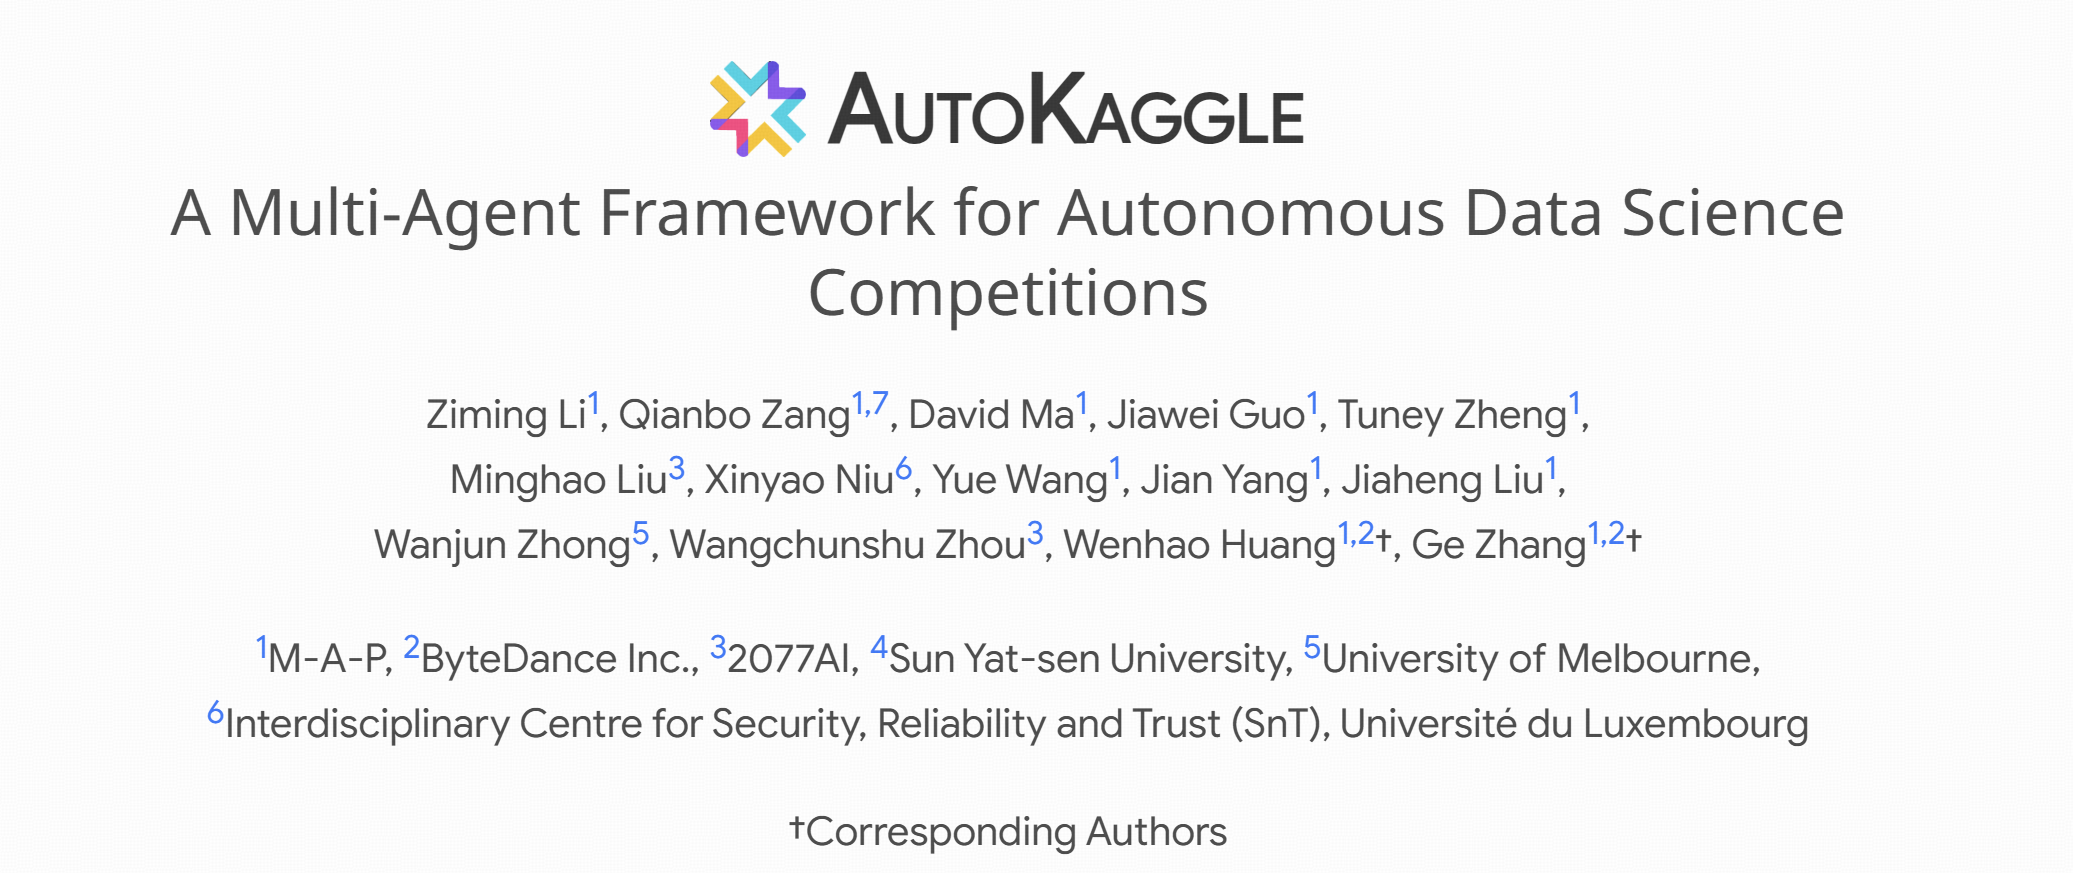 AUTOKAGGLE
A Multi-Agent Framework for Autonomous Data Science
Competitions
Ziming Li1, Qianbo Zang1,7, David Ma1, Jiawei Guo1, Tuney Zheng1,
Minghao Liu3, Xinyao Niu6, Yue Wang1, Jian Yang1, Jiaheng Liu1,
Wanjun Zhong5, Wangchunshu Zhou3, Wenhao Huang1,2†, Ge Zhang1,2†
1M-A-P, 2ByteDance Inc., 32077AI, 4Sun Yat-sen University, 5University of Melbourne,
6Interdisciplinary Centre for Security, Reliability and Trust (SnT), Université du Luxembourg
†Corresponding Authors